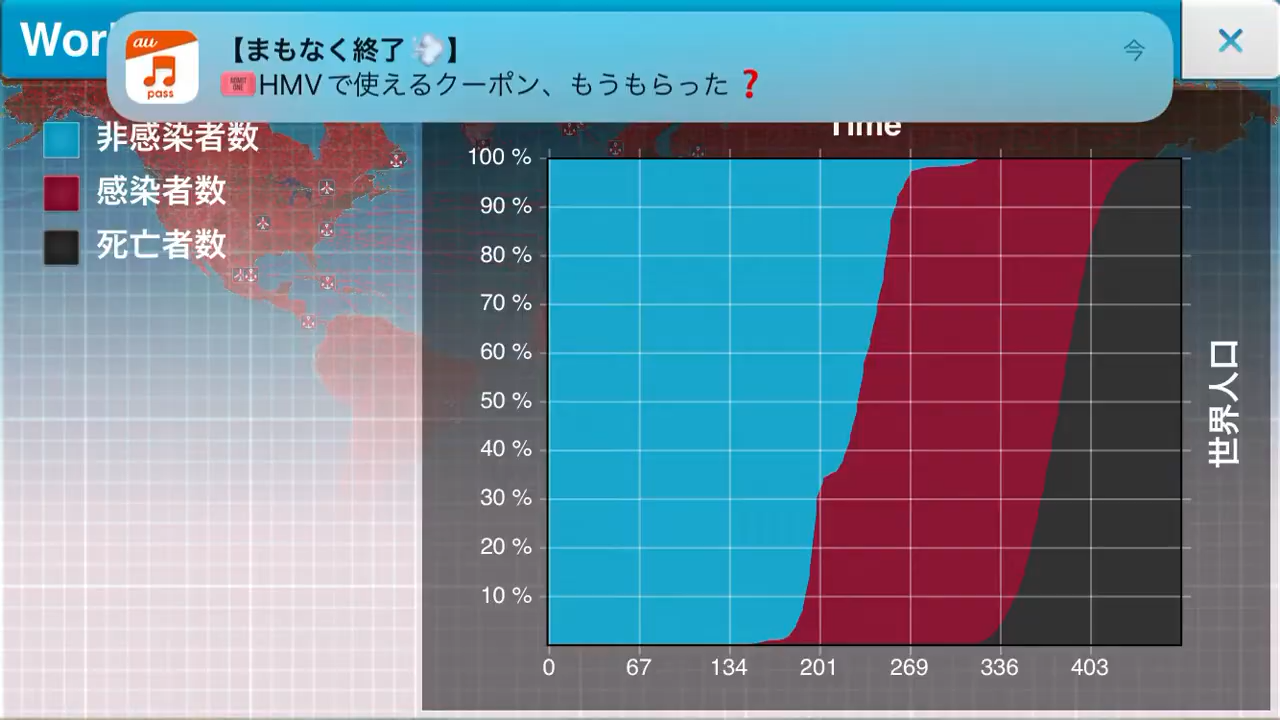 Wor
au
pass
【まもなく終了💨】
今
🎟HMVで使えるクーポン、もうもらった❓
×
非感染者数
感染者数
死亡者数
Time
100 %
90 %
80 %
70 %
60 %
50 %
40 %
30 %
20 %
10 %
0 67 134 201 269 336 403
世界人口